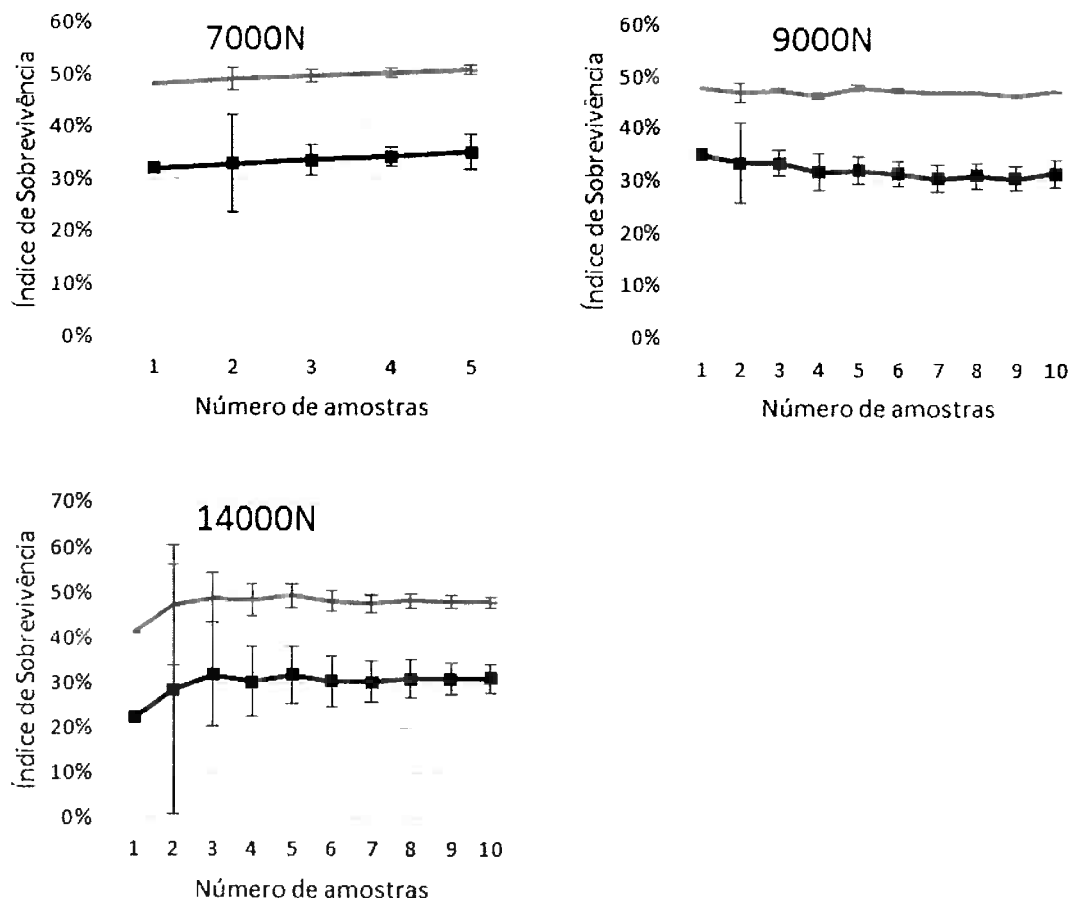 7000N
Índice de Sobrevivência
60%
50%
40%
30%
20%
10%
0%
1 2 3 4 5
Número de amostras
9000N
Índice de Sobrevivência
60%
50%
40%
30%
20%
10%
0%
1 2 3 4 5 6 7 8 9 10
Número de amostras
14000N
Índice de Sobrevivência
70%
60%
50%
40%
30%
20%
10%
0%
1 2 3 4 5 6 7 8 9 10
Número de amostras